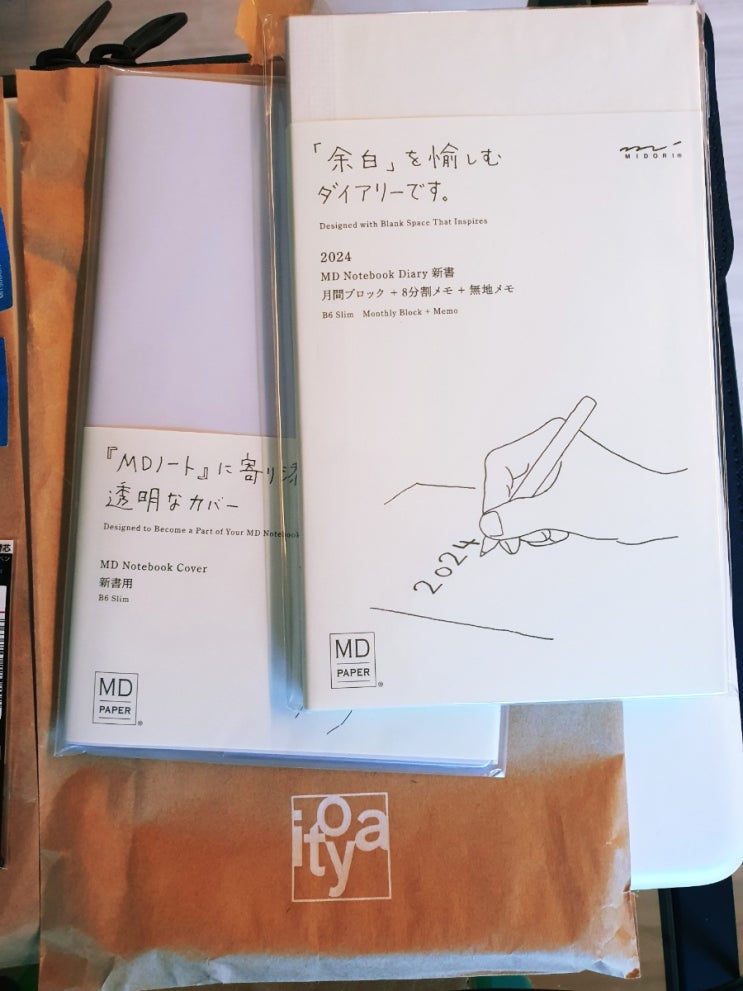 「余白」を愉しむ
ダイアリーです。
Designed with Blank Space That Inspires
2024
MD Notebook Diary 新書
月間ブロック + 8分割メモ + 無地メモ
B6 Slim Monthly Block + Memo
MIDORI®
2024
MD
PAPER®
『MDノート』に寄り
透明なカバー
Designed to Become a Part of Your MD Notebook
MD Notebook Cover
新書用
B6 Slim
MD
PAPER®
itoya